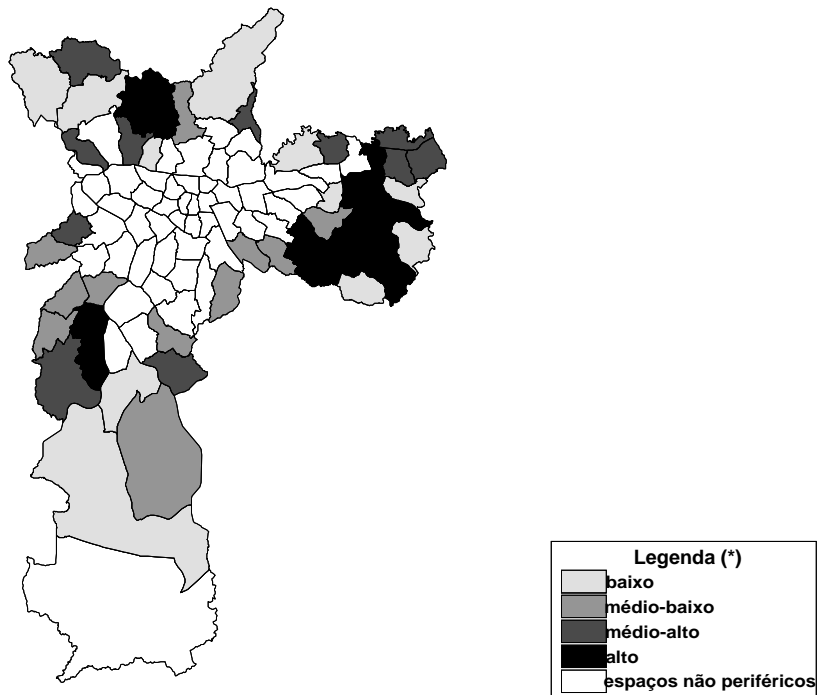 Legenda (*)
baixo
médio-baixo
médio-alto
alto
espaços não periféricos